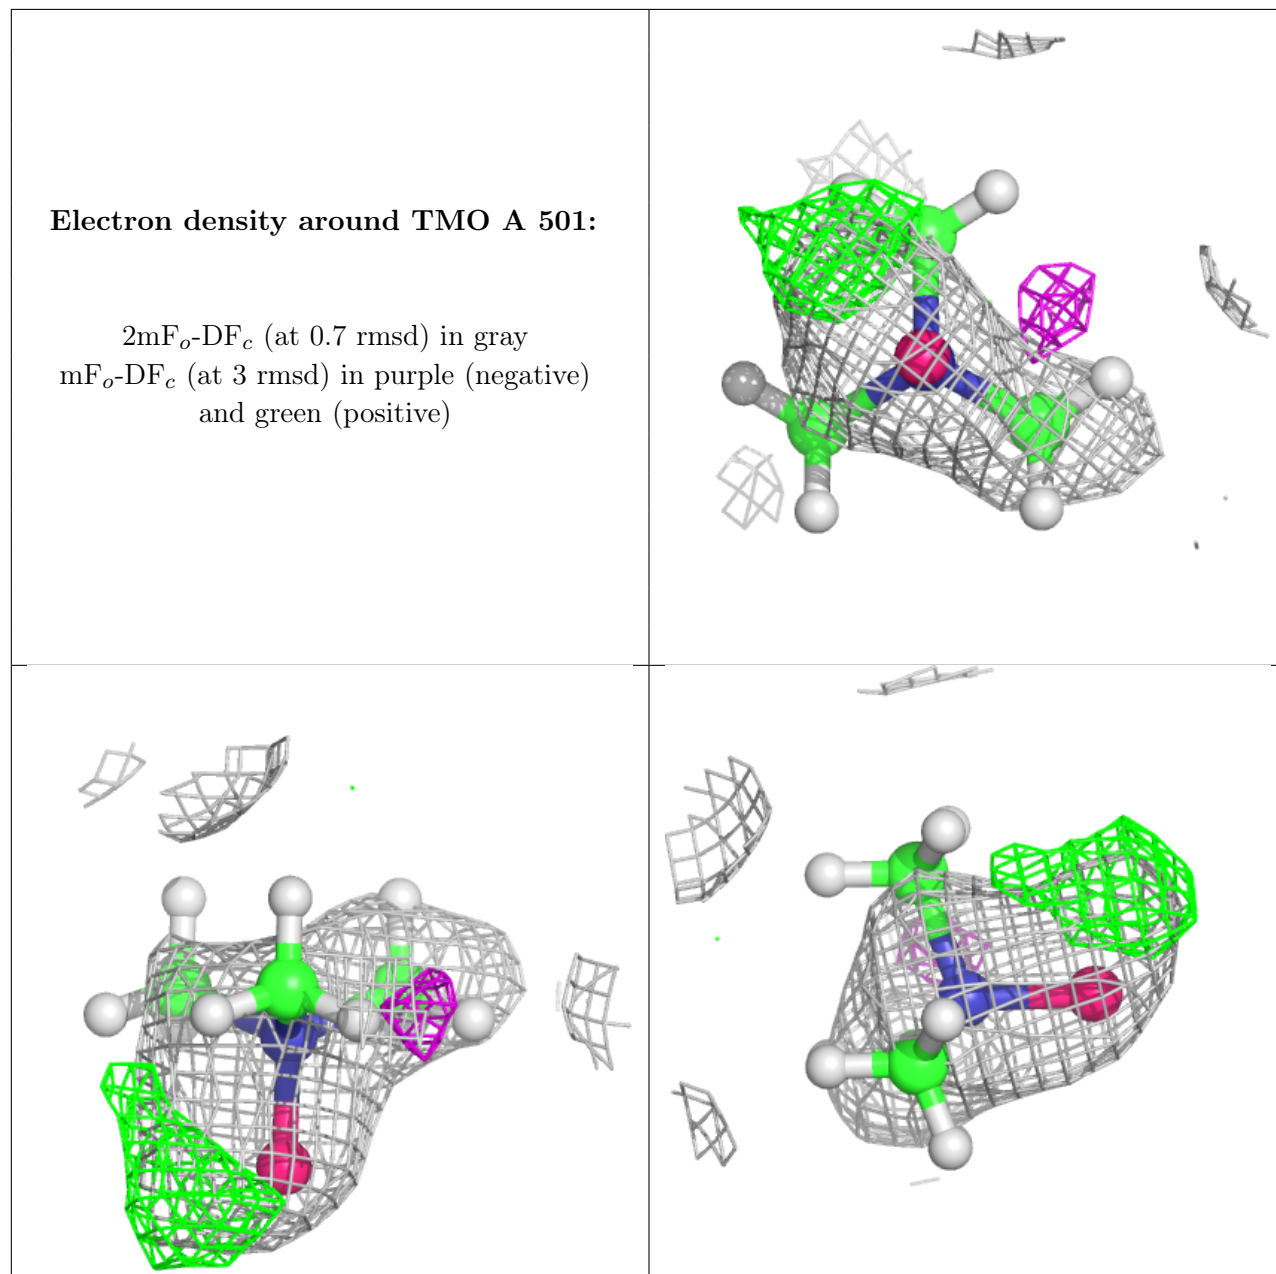 Electron density around TMO A 501:
2mFo-DFc (at 0.7 rmsd) in gray
mFo-DFc (at 3 rmsd) in purple (negative)
and green (positive)